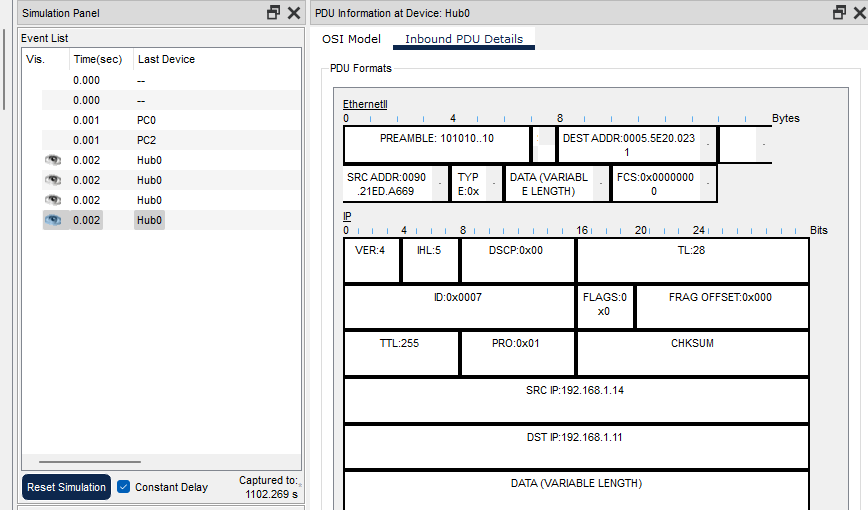 Simulation Panel
Event List
Vis. Time(sec) Last Device
0.000 --
0.000 --
0.001 PC0
0.001 PC2
0.002 Hub0
0.002 Hub0
0.002 Hub0
0.002 Hub0
Reset Simulation Constant Delay Captured to:
1102.269 s
PDU Information at Device: Hub0
OSI Model Inbound PDU Details
PDU Formats
EthernetII
0 4 8 Bytes
PREAMBLE: 101010..10 DEST ADDR:0005.5E20.023
1
SRC ADDR:0090
.21ED.A669
TYP
E:0x
DATA (VARIABL
E LENGTH)
FCS:0x0000000
0
IP
0 4 8 16 20 24 Bits
VER:4 IHL:5 DSCP:0x00 TL:28
ID:0x0007 FLAGS:0
x0
FRAG OFFSET:0x000
TTL:255 PRO:0x01 CHKSUM
SRC IP:192.168.1.14
DST IP:192.168.1.11
DATA (VARIABLE LENGTH)